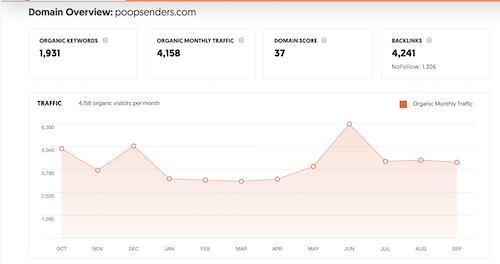 Domain Overview: poopsenders.com
ORGANIC KEYWORDS ?
1,931
ORGANIC MONTHLY TRAFFIC ?
4,158
DOMAIN SCORE ?
37
BACKLINKS ?
4,241
NoFollow: 1,306
TRAFFIC 4,158 organic visitors per month
Organic Monthly Traffic
6,300
5,040
3,780
2,520
1,260
OCT NOV DEC JAN FEB MAR APR MAY JUN JUL AUG SEP